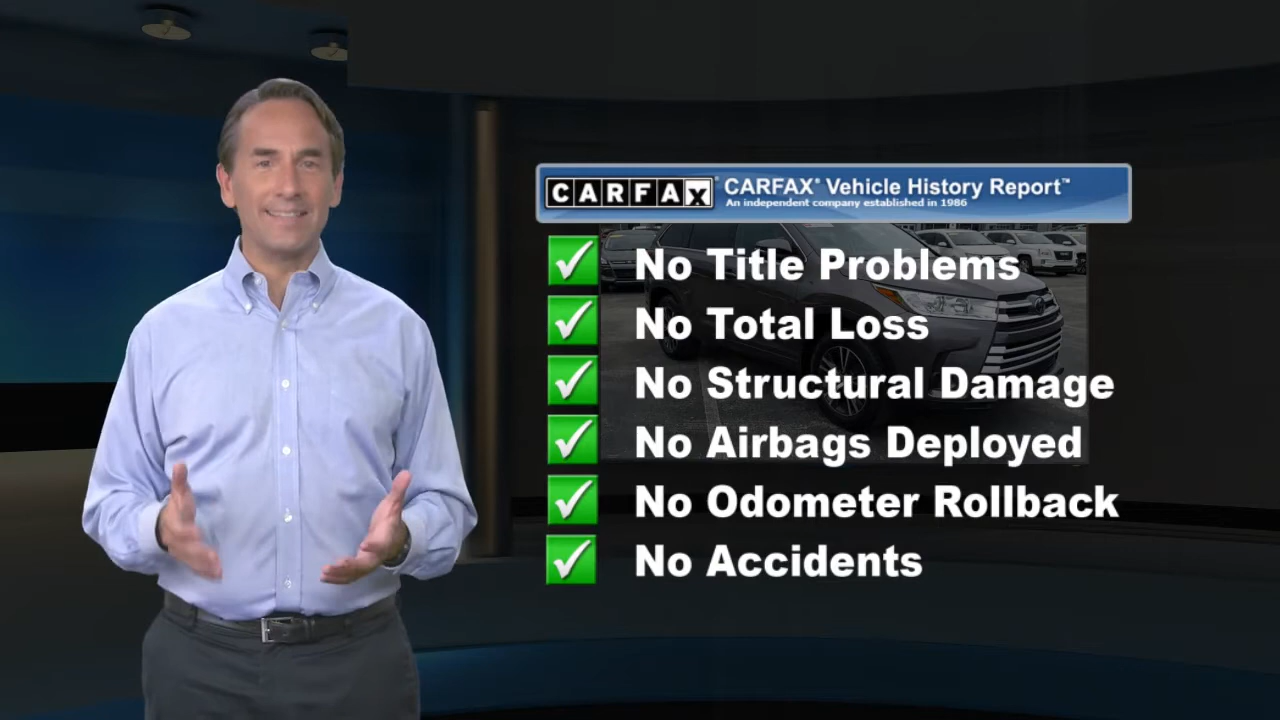 CARFAX® CARFAX® Vehicle History Report™
An independent company established in 1986
No Title Problems
No Total Loss
No Structural Damage
No Airbags Deployed
No Odometer Rollback
No Accidents